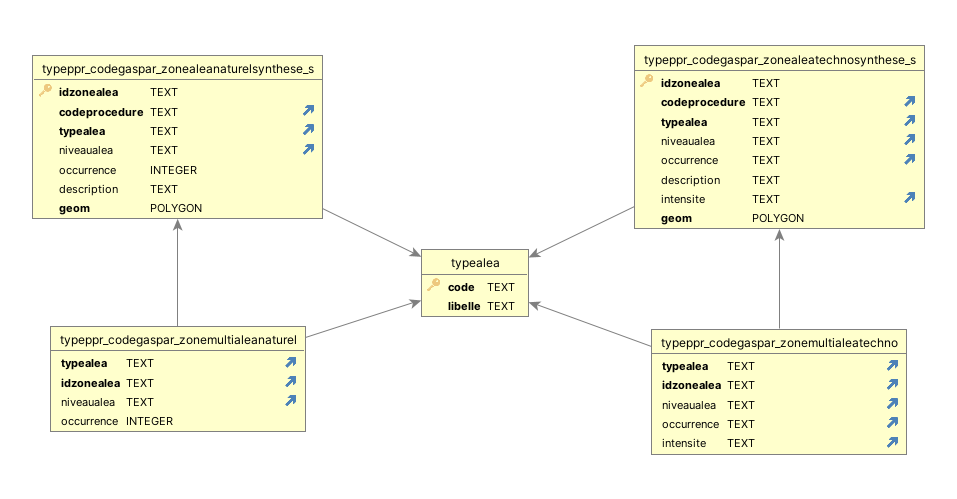 typeppr_codegaspar_zonealeanaturelsynthese_s
idzonealea TEXT
codeprocedure TEXT
typealea TEXT
niveaualea TEXT
occurrence INTEGER
description TEXT
geom POLYGON
typeppr_codegaspar_zonealeatechnosynthese_s
idzonealea TEXT
codeprocedure TEXT
typealea TEXT
niveaualea TEXT
occurrence TEXT
description TEXT
intensite TEXT
geom POLYGON
typealea
code TEXT
libelle TEXT
typeppr_codegaspar_zonemultialeanaturel
typealea TEXT
idzonealea TEXT
niveaualea TEXT
occurrence INTEGER
typeppr_codegaspar_zonemultialeatechno
typealea TEXT
idzonealea TEXT
niveaualea TEXT
occurrence TEXT
intensite TEXT